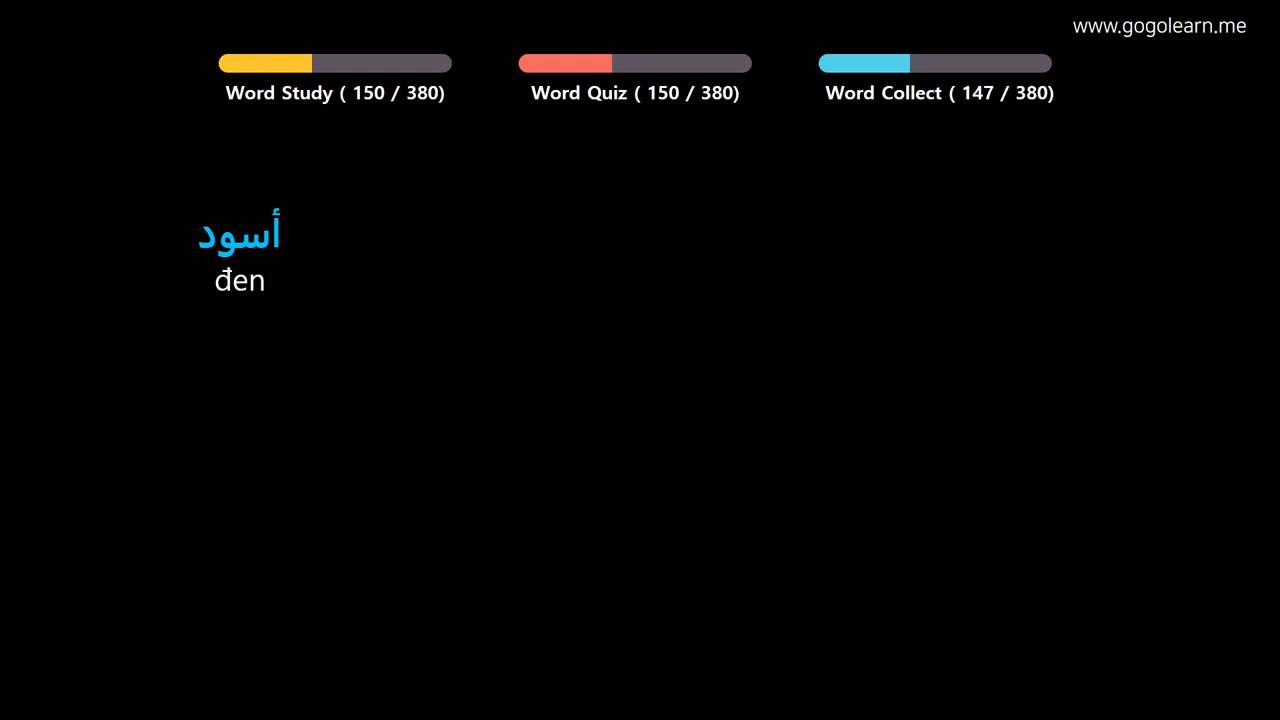 www.gogolearn.me
Word Study ( 150 / 380)
Word Quiz ( 150 / 380)
Word Collect ( 147 / 380)
أسود
đen